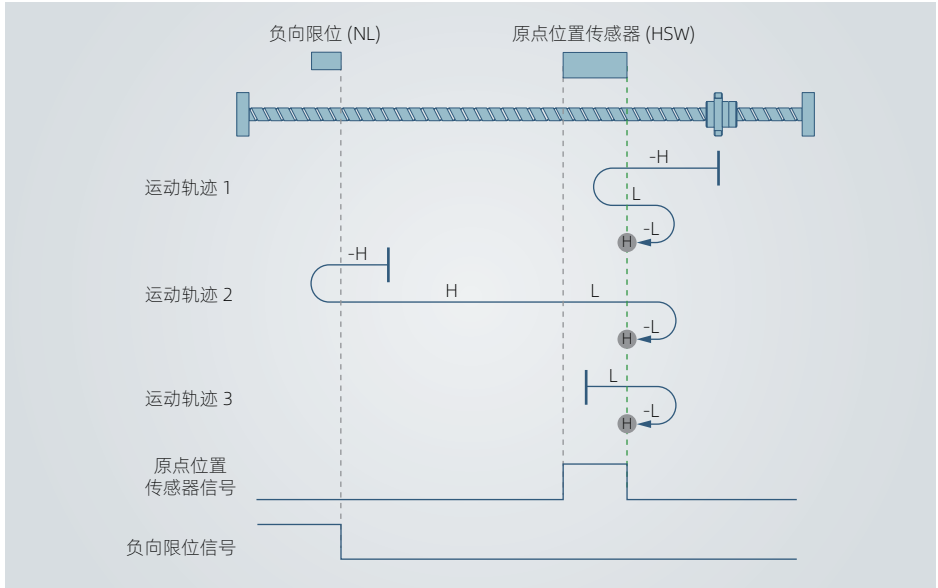 负向限位 (NL)
原点位置传感器 (HSW)
运动轨迹 1
-H
L
-L
H
运动轨迹 2
-H
H
L
-L
H
运动轨迹 3
L
-L
H
原点位置
传感器信号
负向限位信号